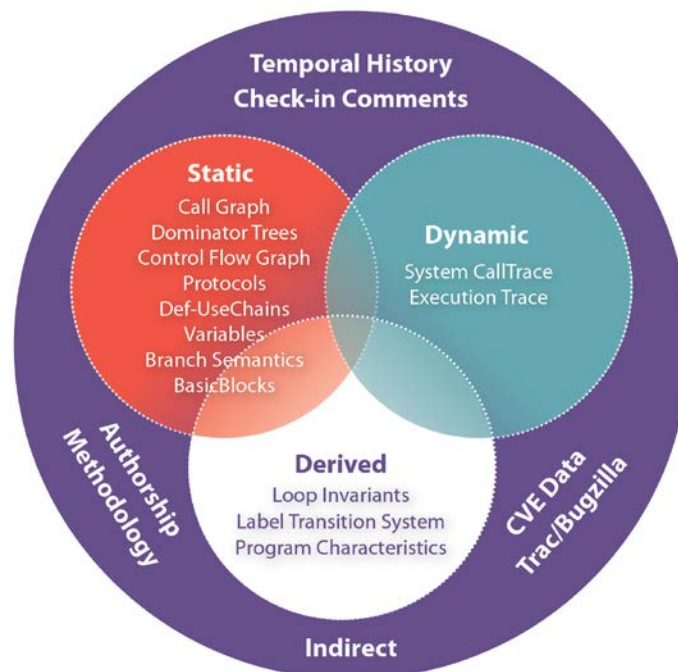 Temporal History
Check-in Comments
Static
Call Graph
Dominator Trees
Control Flow Graph
Protocols
Def-UseChains
Variables
Branch Semantics
BasicBlocks
Dynamic
System CallTrace
Execution Trace
Derived
Loop Invariants
Label Transition System
Program Characteristics
Authorship
Methodology
CVE Data
Trac/Bugzilla
Indirect